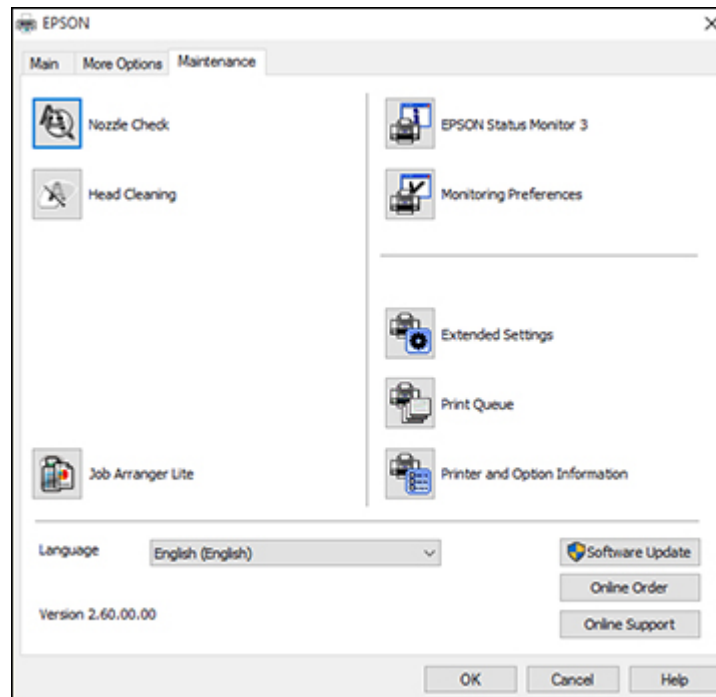 EPSON
Main More Options Maintenance
Nozzle Check
Head Cleaning
Job Arranger Lite
EPSON Status Monitor 3
Monitoring Preferences
Extended Settings
Print Queue
Printer and Option Information
Language English (English)
Version 2.60.00.00
Software Update
Online Order
Online Support
OK Cancel Help